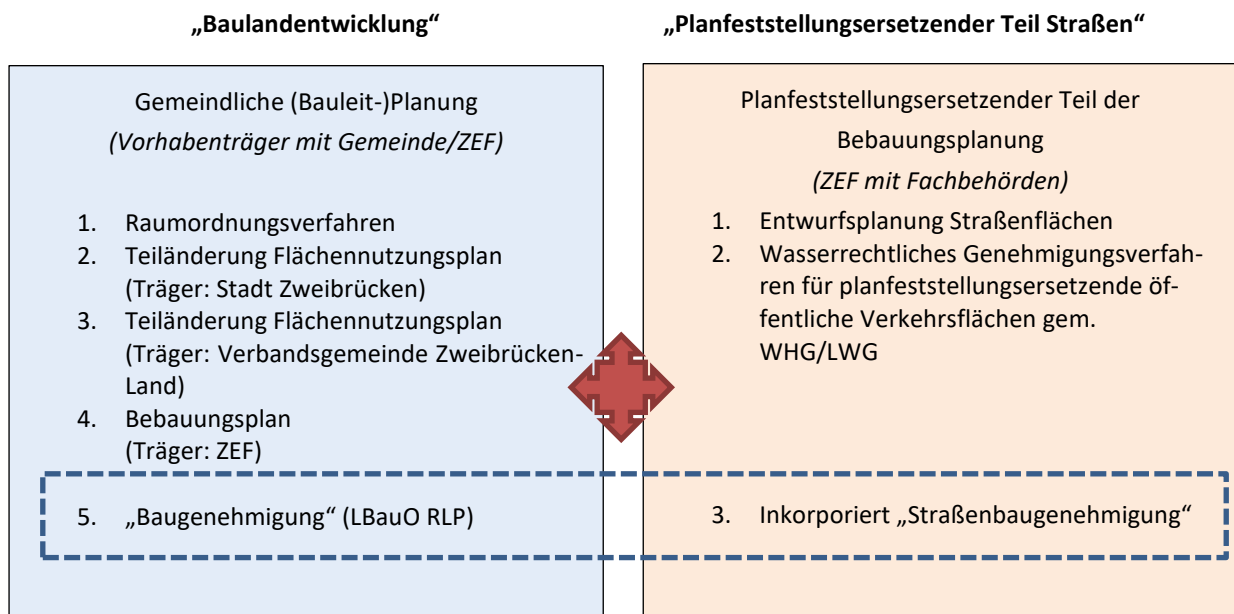 „Baulandentwicklung“
Gemeindliche (Bauleit-)Planung
(Vorhabenträger mit Gemeinde/ZEF)
1. Raumordnungsverfahren
2. Teiländerung Flächennutzungsplan
(Träger: Stadt Zweibrücken)
3. Teiländerung Flächennutzungsplan
(Träger: Verbandsgemeinde Zweibrücken-
Land)
4. Bebauungsplan
(Träger: ZEF)
5. „Baugenehmigung“ (LBauO RLP)
„Planfeststellungsersetzender Teil Straßen“
Planfeststellungsersetzender Teil der
Bebauungsplanung
(ZEF mit Fachbehörden)
1. Entwurfsplanung Straßenflächen
2. Wasserrechtliches Genehmigungsverfah-
ren für planfeststellungsersetzende öf-
fentliche Verkehrsflächen gem.
WHG/LWG
3. Inkorporiert „Straßenbaugenehmigung“